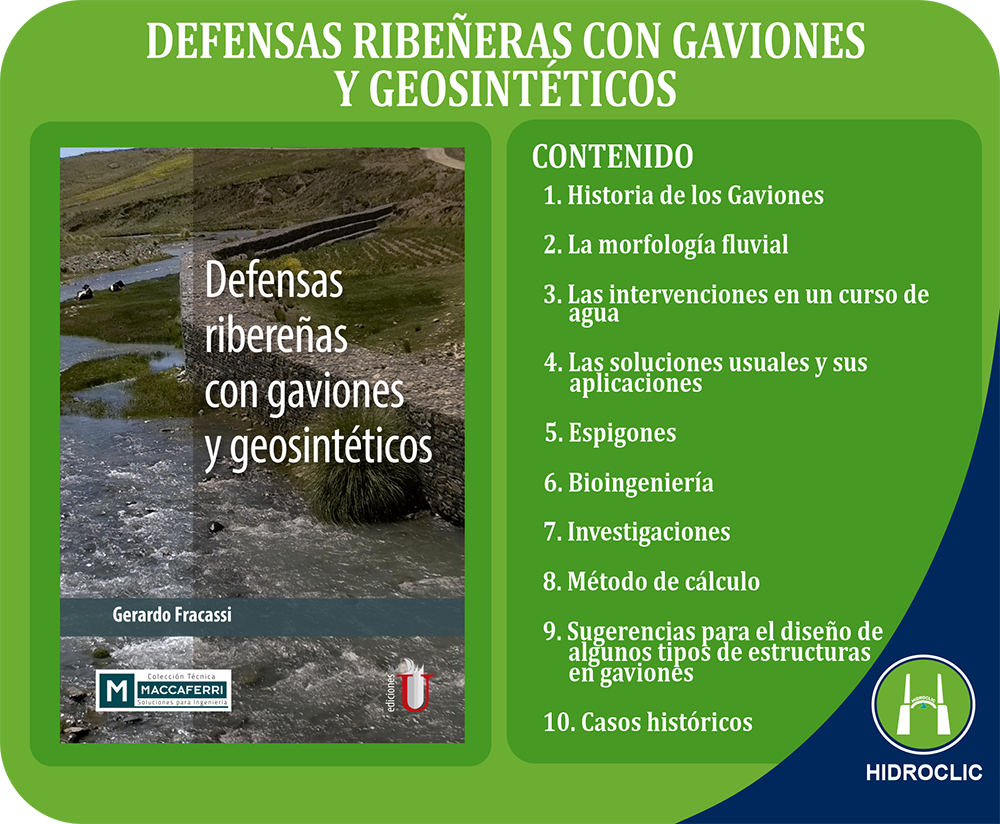 DEFENSAS RIBEÑERAS CON GAVIONES
Y GEOSINTÉTICOS
Defensas
ribereñas
con gaviones
y geosintéticos
Gerardo Fracassi
Colección Técnica
M MACCAFERRI
Soluciones para Ingeniería
ediciones U
CONTENIDO
1. Historia de los Gaviones
2. La morfología fluvial
3. Las intervenciones en un curso de
agua
4. Las soluciones usuales y sus
aplicaciones
5. Espigones
6. Bioingeniería
7. Investigaciones
8. Método de cálculo
9. Sugerencias para el diseño de
algunos tipos de estructuras
en gaviones
10. Casos históricos
HIDROCLIC
HIDROCLIC